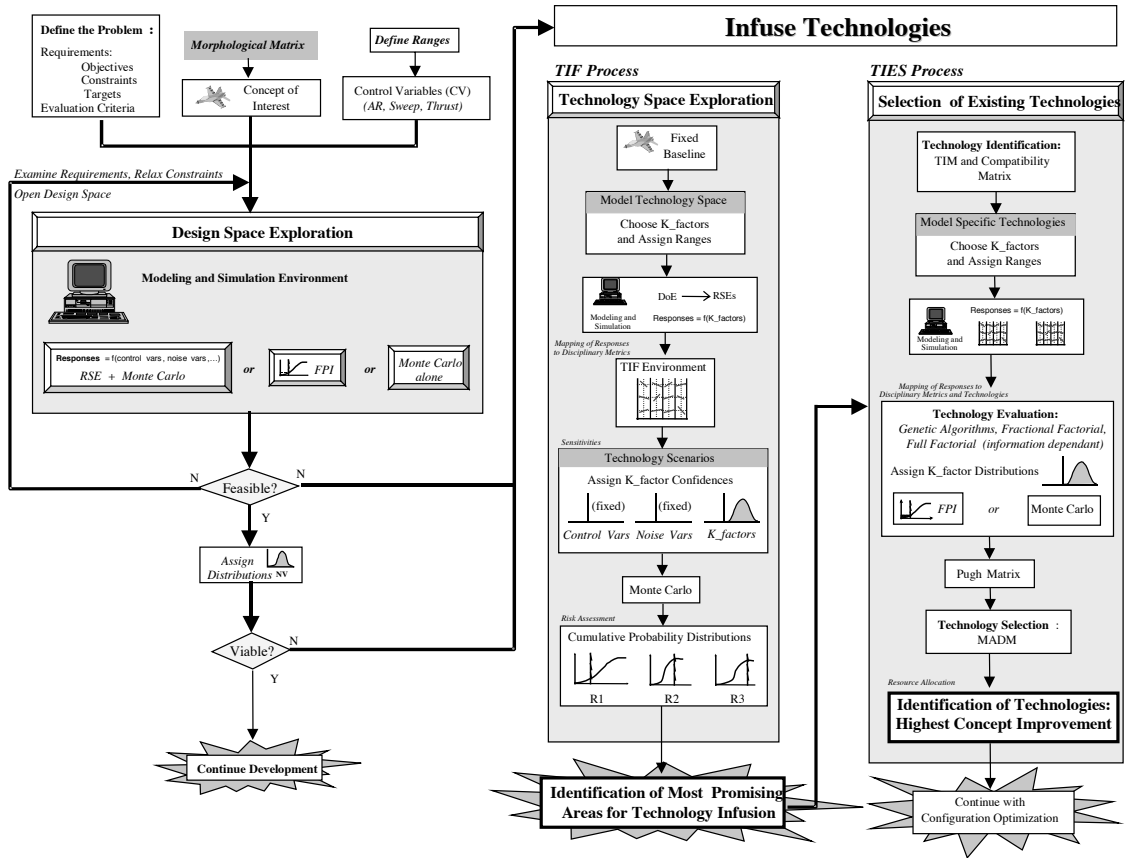 Define the Problem :
Requirements:
Objectives
Constraints
Targets
Evaluation Criteria
Morphological Matrix
Concept of
Interest
Define Ranges
Control Variables (CV)
(AR, Sweep, Thrust)
Examine Requirements, Relax Constraints
Open Design Space
Design Space Exploration
Modeling and Simulation Environment
Responses = f(control vars, noise vars,...)
RSE + Monte Carlo
or
FPI
or
Monte Carlo
alone
N
Feasible?
N
Y
Assign
Distributions NV
Viable?
N
Y
Continue Development
Infuse Technologies
TIF Process
Technology Space Exploration
Fixed
Baseline
Model Technology Space
Choose K_factors
and Assign Ranges
DoE
RSEs
Modeling and
Simulation
Responses = f(K_factors)
Mapping of Responses
to Disciplinary Metrics
TIF Environment
Sensitivities
Technology Scenarios
Assign K_factor Confidences
(fixed)
(fixed)
Control Vars
Noise Vars
K_factors
Monte Carlo
Risk Assessment
Cumulative Probability Distributions
R1
R2
R3
Identification of Most Promising
Areas for Technology Infusion
TIES Process
Selection of Existing Technologies
Technology Identification:
TIM and Compatibility
Matrix
Model Specific Technologies
Choose K_factors
and Assign Ranges
Responses = f(K_factors)
Modeling and
Simulation
Mapping of Responses to
Disciplinary Metrics and Technologies
Technology Evaluation:
Genetic Algorithms, Fractional Factorial,
Full Factorial (information dependant)
Assign K_factor Distributions
FPI
or
Monte Carlo
Pugh Matrix
Technology Selection :
MADM
Resource Allocation
Identification of Technologies:
Highest Concept Improvement
Continue with
Configuration Optimization